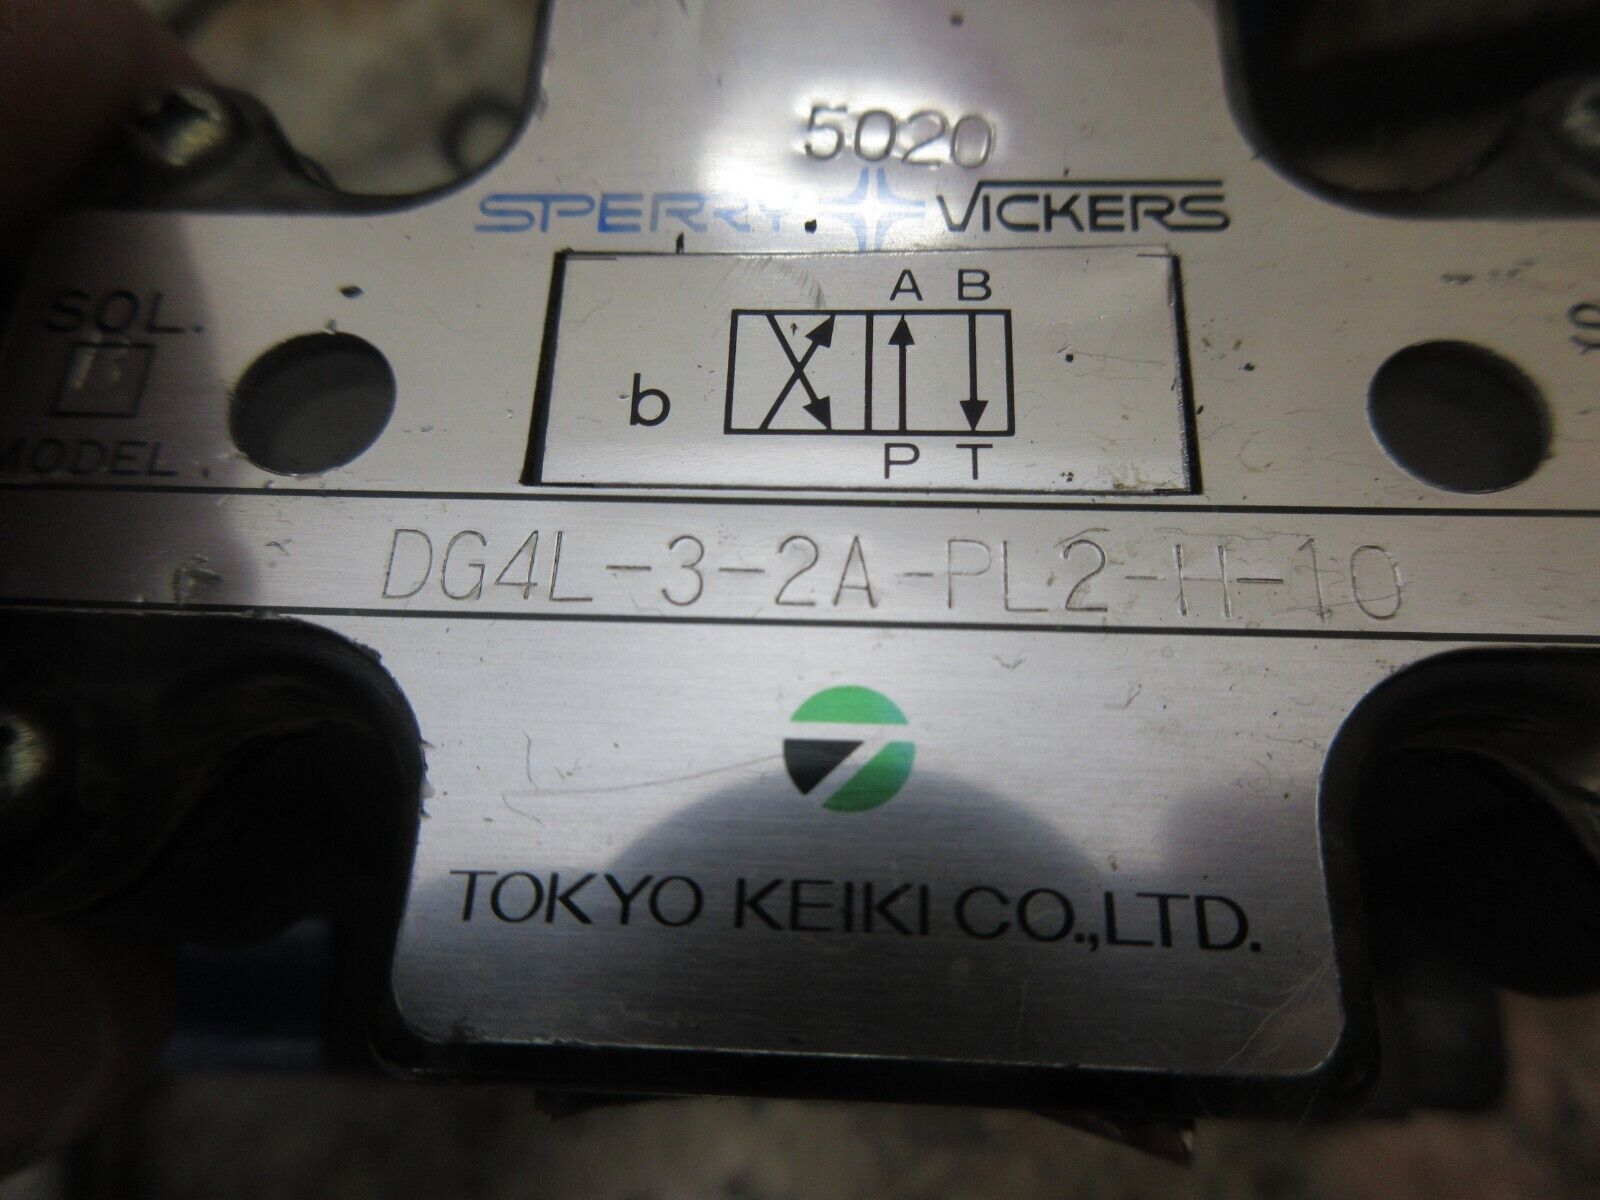 5020
SPERRY VICKERS
SOL.
B
A B
b
P T
MODEL
DG4L-3-2A-PL2-H-10
TOKYO KEIKI CO.,LTD.